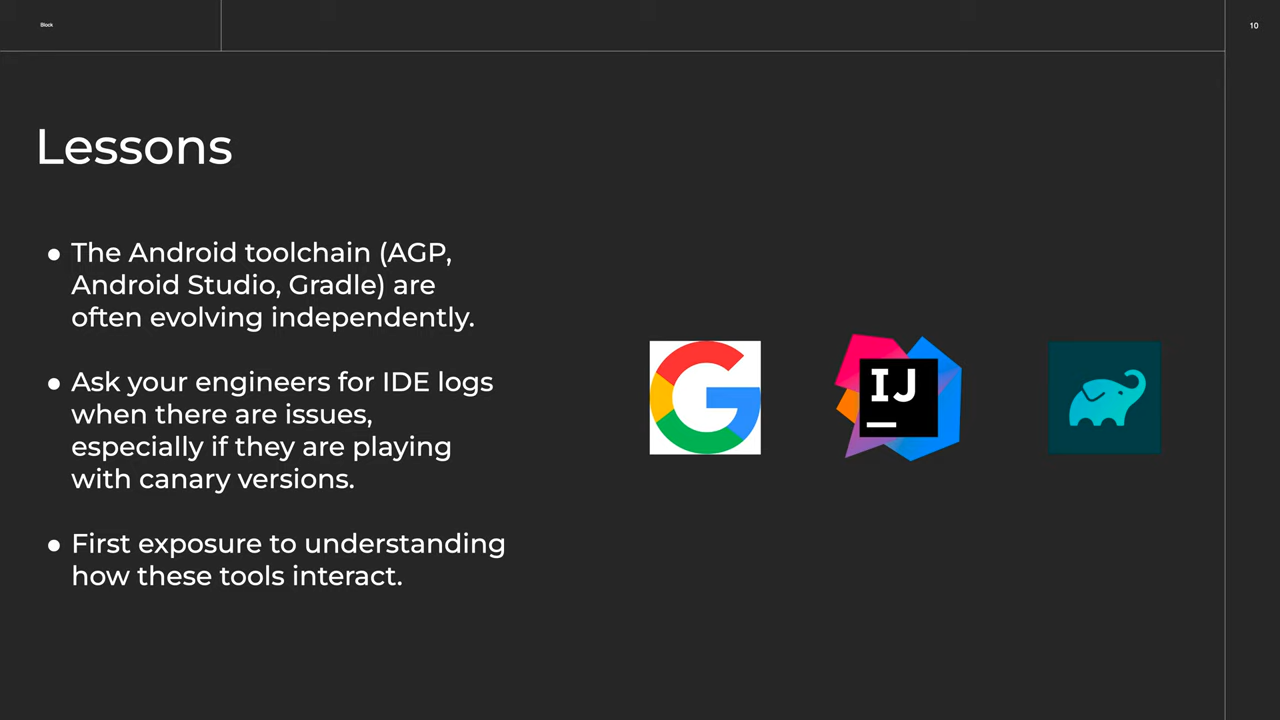 Block
10
Lessons
● The Android toolchain (AGP,
Android Studio, Gradle) are
often evolving independently.
● Ask your engineers for IDE logs
when there are issues,
especially if they are playing
with canary versions.
● First exposure to understanding
how these tools interact.
G
IJ